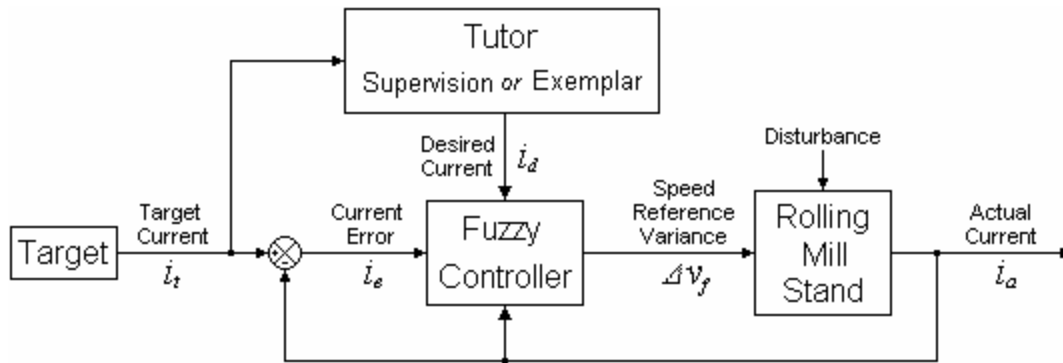 Tutor
Supervision or Exemplar
Desired
Current
i_d
Disturbance
Target
Target
Current
i_t
+
-
Current
Error
i_e
Fuzzy
Controller
Speed
Reference
Variance
Δv_f
Rolling
Mill
Stand
Actual
Current
i_a